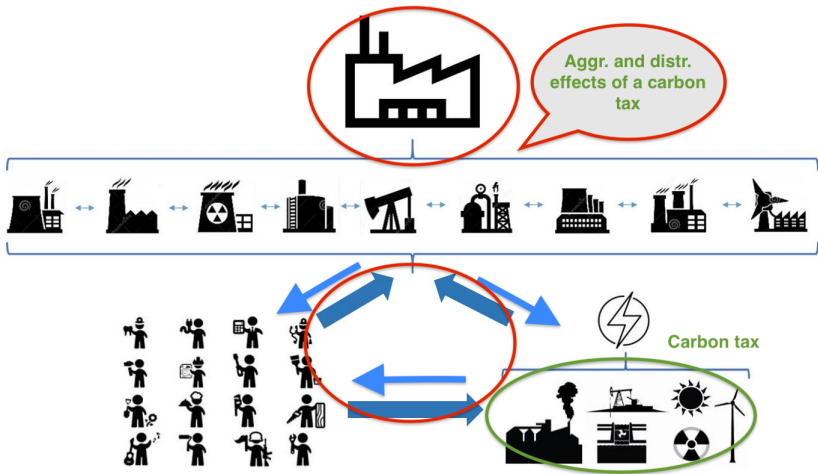 Aggr. and distr.
effects of a carbon
tax
Carbon tax